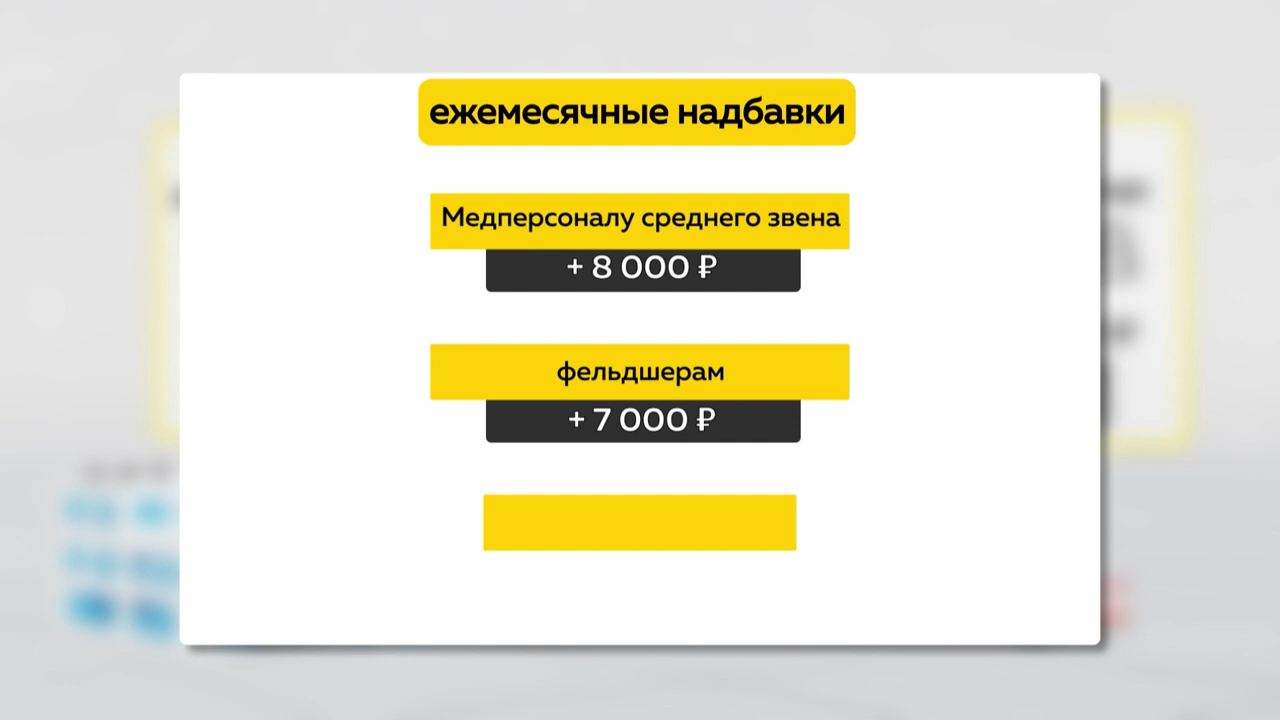 ежемесячные надбавки
Медперсоналу среднего звена
+ 8 000 ₽
фельдшерам
+ 7 000 ₽